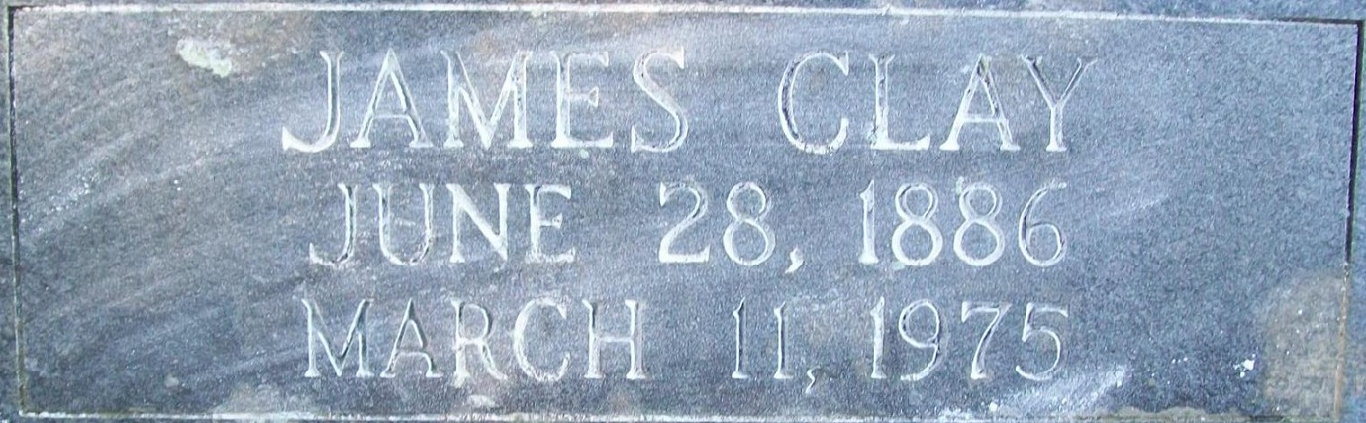 JAMES CLAY
JUNE 28, 1886
MARCH 11, 1975